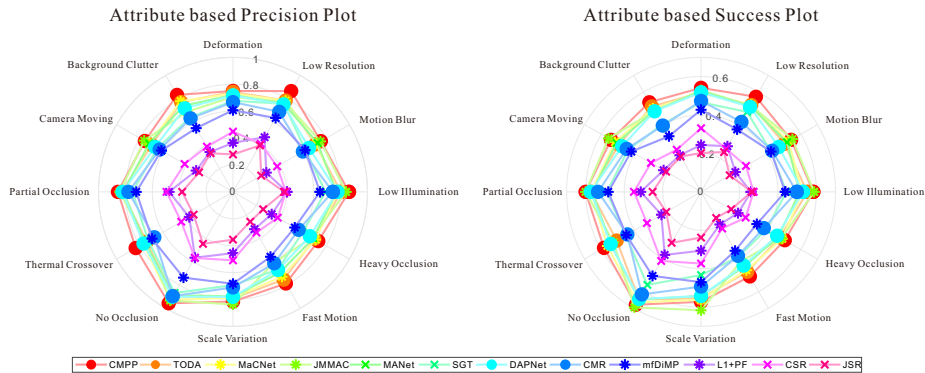 Attribute based Precision Plot
Deformation
Low Resolution
Motion Blur
Low Illumination
Heavy Occlusion
Fast Motion
Scale Variation
No Occlusion
Thermal Crossover
Partial Occlusion
Camera Moving
Background Clutter
1
0.8
0.6
0.2
0
Attribute based Success Plot
Deformation
Low Resolution
Motion Blur
Low Illumination
Heavy Occlusion
Fast Motion
Scale Variation
No Occlusion
Thermal Crossover
Partial Occlusion
Camera Moving
Background Clutter
0.6
0.2
0
CMPP TODA MaCNet JMMAC MANet SGT DAPNet CMR mfDiMP L1+PF CSR JSR